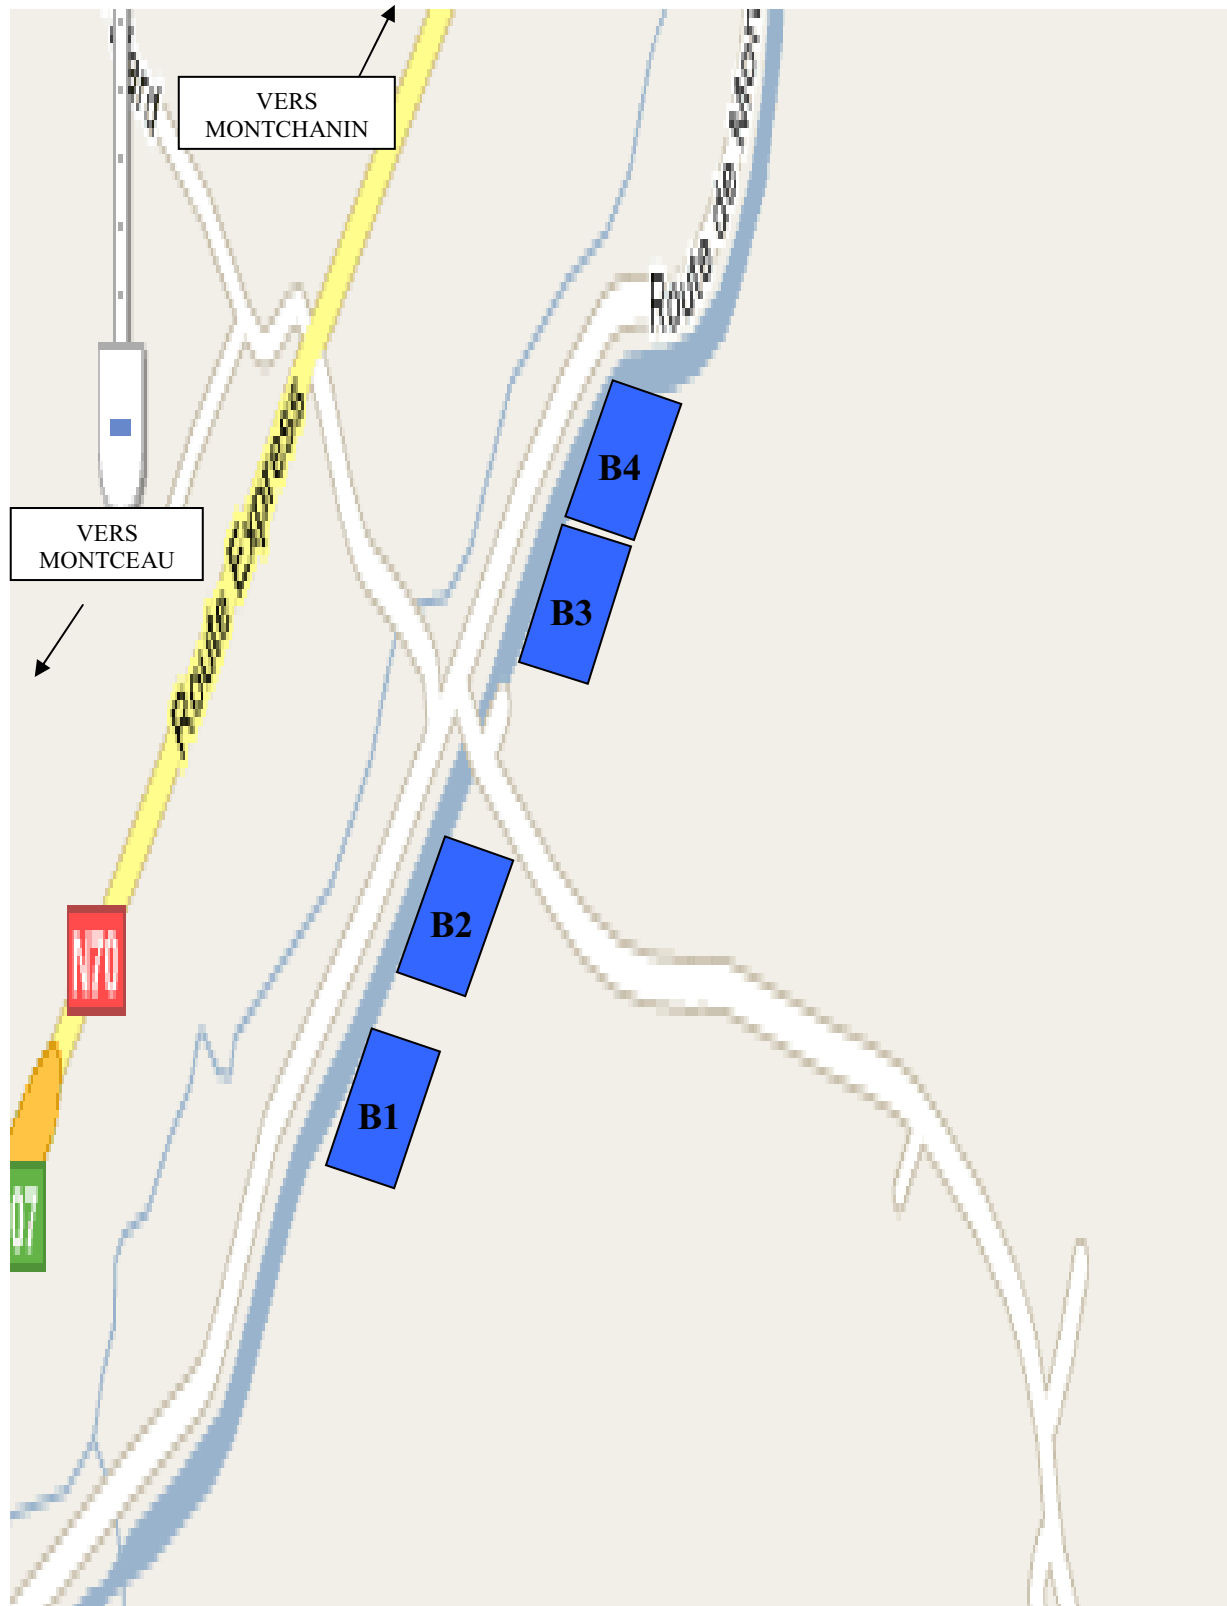 VERS
MONTCHANIN
Route de
B4
Route Express
VERS
MONTCEAU
B3
B2
N70
B1
07